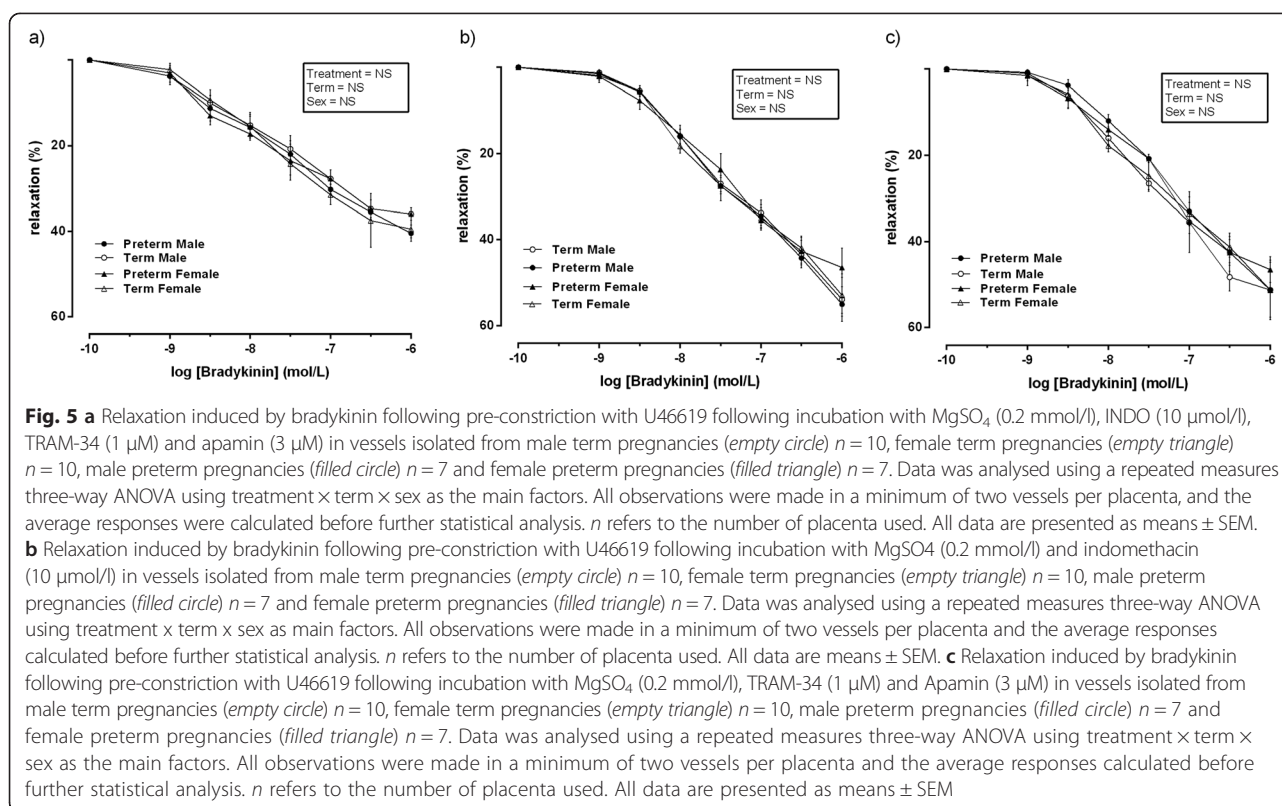 a)
Treatment = NS
Term = NS
Sex = NS
20
40
60
relaxation (%)
Preterm Male
Term Male
Preterm Female
Term Female
-10 -9 -8 -7 -6
log [Bradykinin] (mol/L)
b)
Treatment = NS
Term = NS
Sex = NS
20
40
60
relaxation (%)
Term Male
Preterm Male
Preterm Female
Term Female
-10 -9 -8 -7 -6
log [Bradykinin] (mol/L)
c)
Treatment = NS
Term = NS
Sex = NS
20
40
60
relaxation (%)
Preterm Male
Term Male
Preterm Female
Term Female
-10 -9 -8 -7 -6
log [Bradykinin] (mol/L)
Fig. 5 a Relaxation induced by bradykinin following pre-constriction with U46619 following incubation with MgSO₄ (0.2 mmol/l), INDO (10 μmol/l),
TRAM-34 (1 μM) and apamin (3 μM) in vessels isolated from male term pregnancies (empty circle) n = 10, female term pregnancies (empty triangle)
n = 10, male preterm pregnancies (filled circle) n = 7 and female preterm pregnancies (filled triangle) n = 7. Data was analysed using a repeated measures
three-way ANOVA using treatment × term × sex as the main factors. All observations were made in a minimum of two vessels per placenta, and the
average responses were calculated before further statistical analysis. n refers to the number of placenta used. All data are presented as means ± SEM.
b Relaxation induced by bradykinin following pre-constriction with U46619 following incubation with MgSO4 (0.2 mmol/l) and indomethacin
(10 μmol/l) in vessels isolated from male term pregnancies (empty circle) n = 10, female term pregnancies (empty triangle) n = 10, male preterm
pregnancies (filled circle) n = 7 and female preterm pregnancies (filled triangle) n = 7. Data was analysed using a repeated measures three-way ANOVA
using treatment x term x sex as main factors. All observations were made in a minimum of two vessels per placenta and the average responses
calculated before further statistical analysis. n refers to the number of placenta used. All data are means ± SEM. c Relaxation induced by bradykinin
following pre-constriction with U46619 following incubation with MgSO₄ (0.2 mmol/l), TRAM-34 (1 μM) and Apamin (3 μM) in vessels isolated from
male term pregnancies (empty circle) n = 10, female term pregnancies (empty triangle) n = 10, male preterm pregnancies (filled circle) n = 7 and
female preterm pregnancies (filled triangle) n = 7. Data was analysed using a repeated measures three-way ANOVA using treatment × term ×
sex as the main factors. All observations were made in a minimum of two vessels per placenta and the average responses calculated before
further statistical analysis. n refers to the number of placenta used. All data are presented as means ± SEM